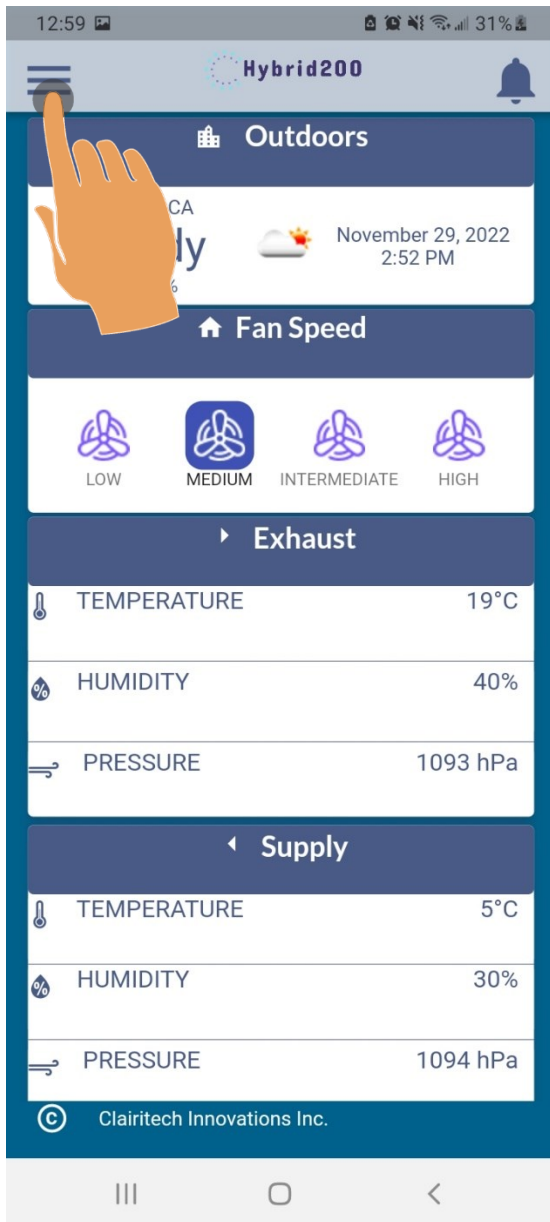 12:59 31%
Hybrid200
Outdoors
CA
November 29, 2022
2:52 PM
Fan Speed
LOW MEDIUM INTERMEDIATE HIGH
Exhaust
TEMPERATURE 19°C
% HUMIDITY 40%
PRESSURE 1093 hPa
Supply
TEMPERATURE 5°C
% HUMIDITY 30%
PRESSURE 1094 hPa
© Clairitech Innovations Inc.